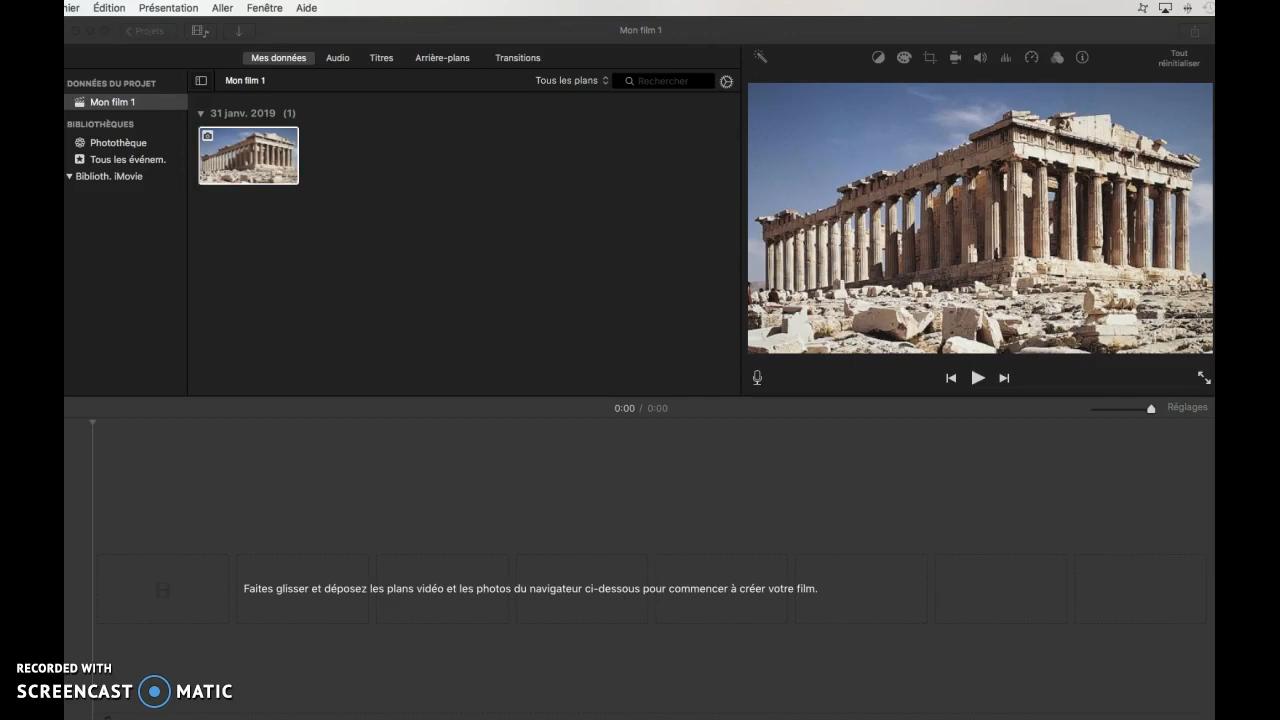 hier Édition Présentation Aller Fenêtre Aide
Projets
Mon film 1
Mes données Audio Titres Arrière-plans Transitions
Tout
réinitialiser
DONNÉES DU PROJET
Mon film 1
Tous les plans
Rechercher
Mon film 1
BIBLIOTHÈQUES
Photothèque
Tous les événem.
Biblioth. iMovie
31 janv. 2019 (1)
0:00 / 0:00
Réglages
Faites glisser et déposez les plans vidéo et les photos du navigateur ci-dessous pour commencer à créer votre film.
RECORDED WITH
SCREENCAST MATIC